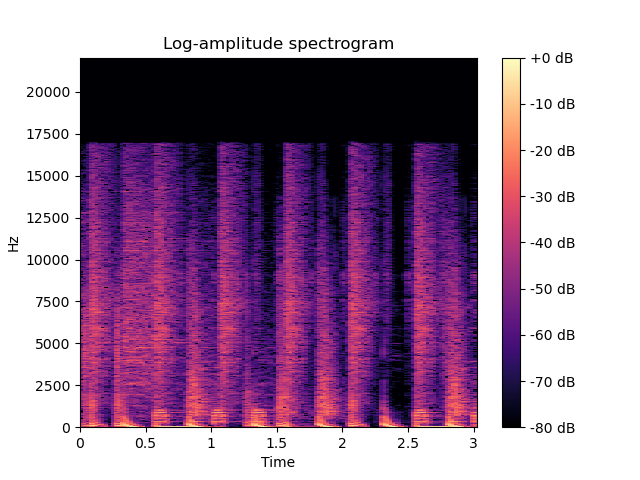 Log-amplitude spectrogram
Hz
20000
17500
15000
12500
10000
7500
5000
2500
0
0 0.5 1 1.5 2 2.5 3
Time
+0 dB
-10 dB
-20 dB
-30 dB
-40 dB
-50 dB
-60 dB
-70 dB
-80 dB